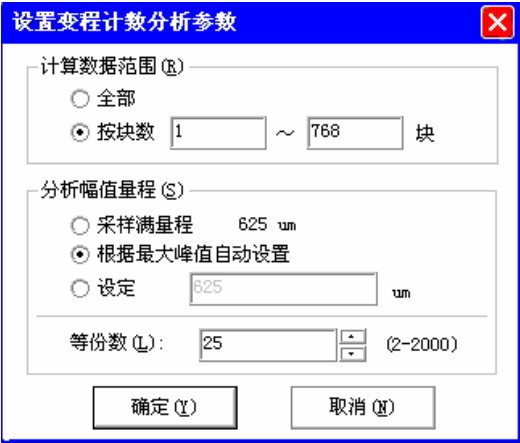 设置变程计数分析参数
计算数据范围(R)
全部
按块数 1 ~ 768 块
分析幅值量程(S)
采样满量程 625 um
根据最大峰值自动设置
设定 625 um
等份数(L): 25 (2-2000)
确定(Y) 取消(N)